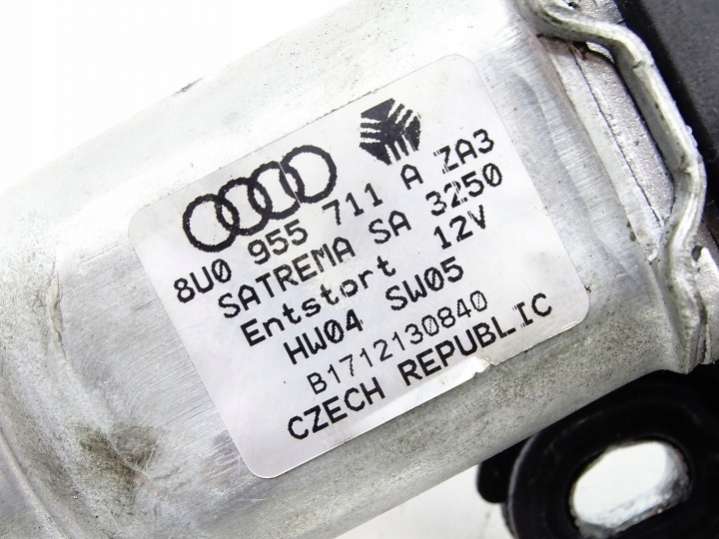 8U0 955 711 A ZA3
SATREMA SA 3250
Entstort 12V
HW04 SW05
B1712130840
CZECH REPUBLIC